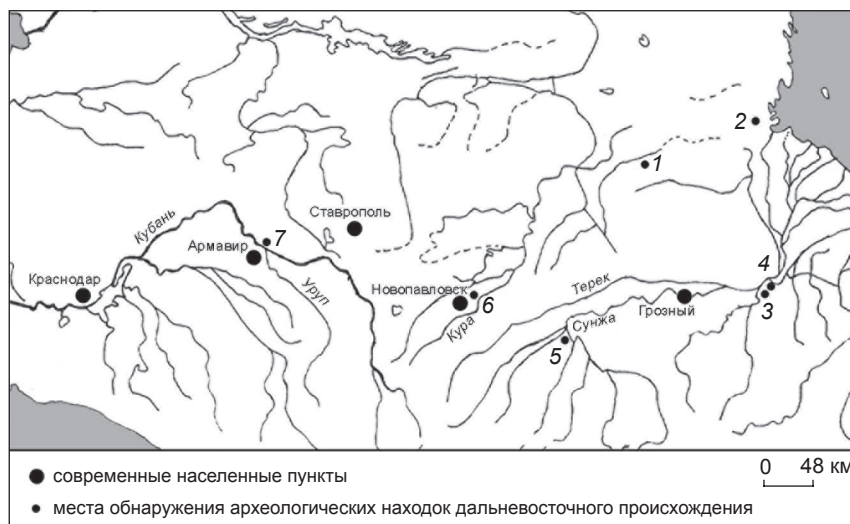 2
1
Ставрополь
Кубань
7
Армавир
Уруп
Краснодар
4
Новопавловск
Терек
6
Грозный
3
Кура
Сунжа
5
● современные населенные пункты
0 48 км
• места обнаружения археологических находок дальневосточного происхождения